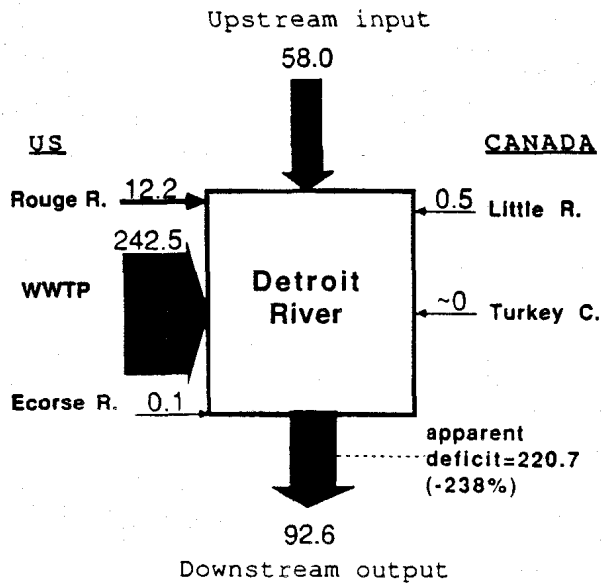 Upstream input
58.0
US
CANADA
Rouge R.
12.2
0.5
Little R.
242.5
WWTP
Detroit
River
~0
Turkey C.
Ecorse R.
0.1
apparent
deficit=220.7
(-238%)
92.6
Downstream output